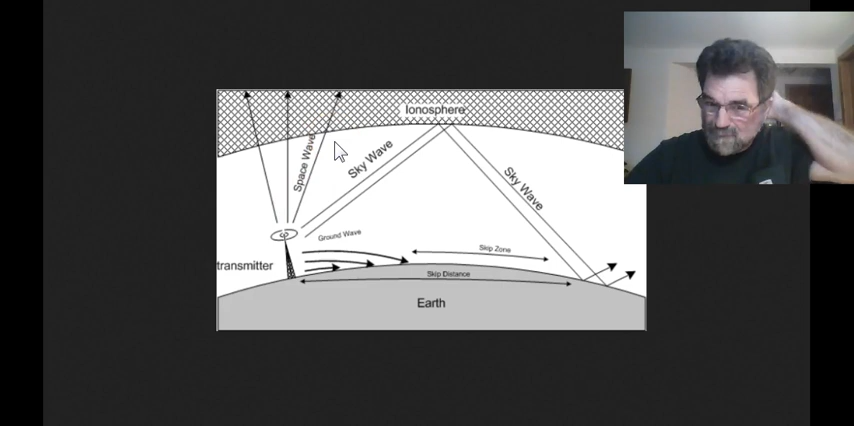 Ionosphere
Space Wave
Sky Wave
Sky Wave
Ground Wave
Skip Zone
transmitter
Skip Distance
Earth